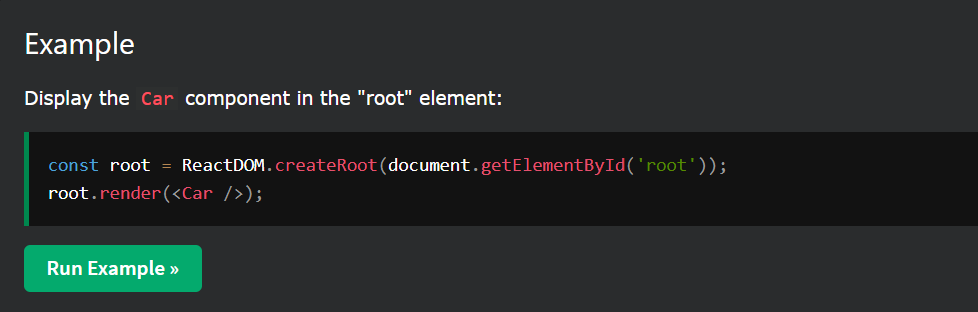 Example
Display the Car component in the "root" element:
const root = ReactDOM.createRoot(document.getElementById('root'));
root.render(<Car />);
Run Example »